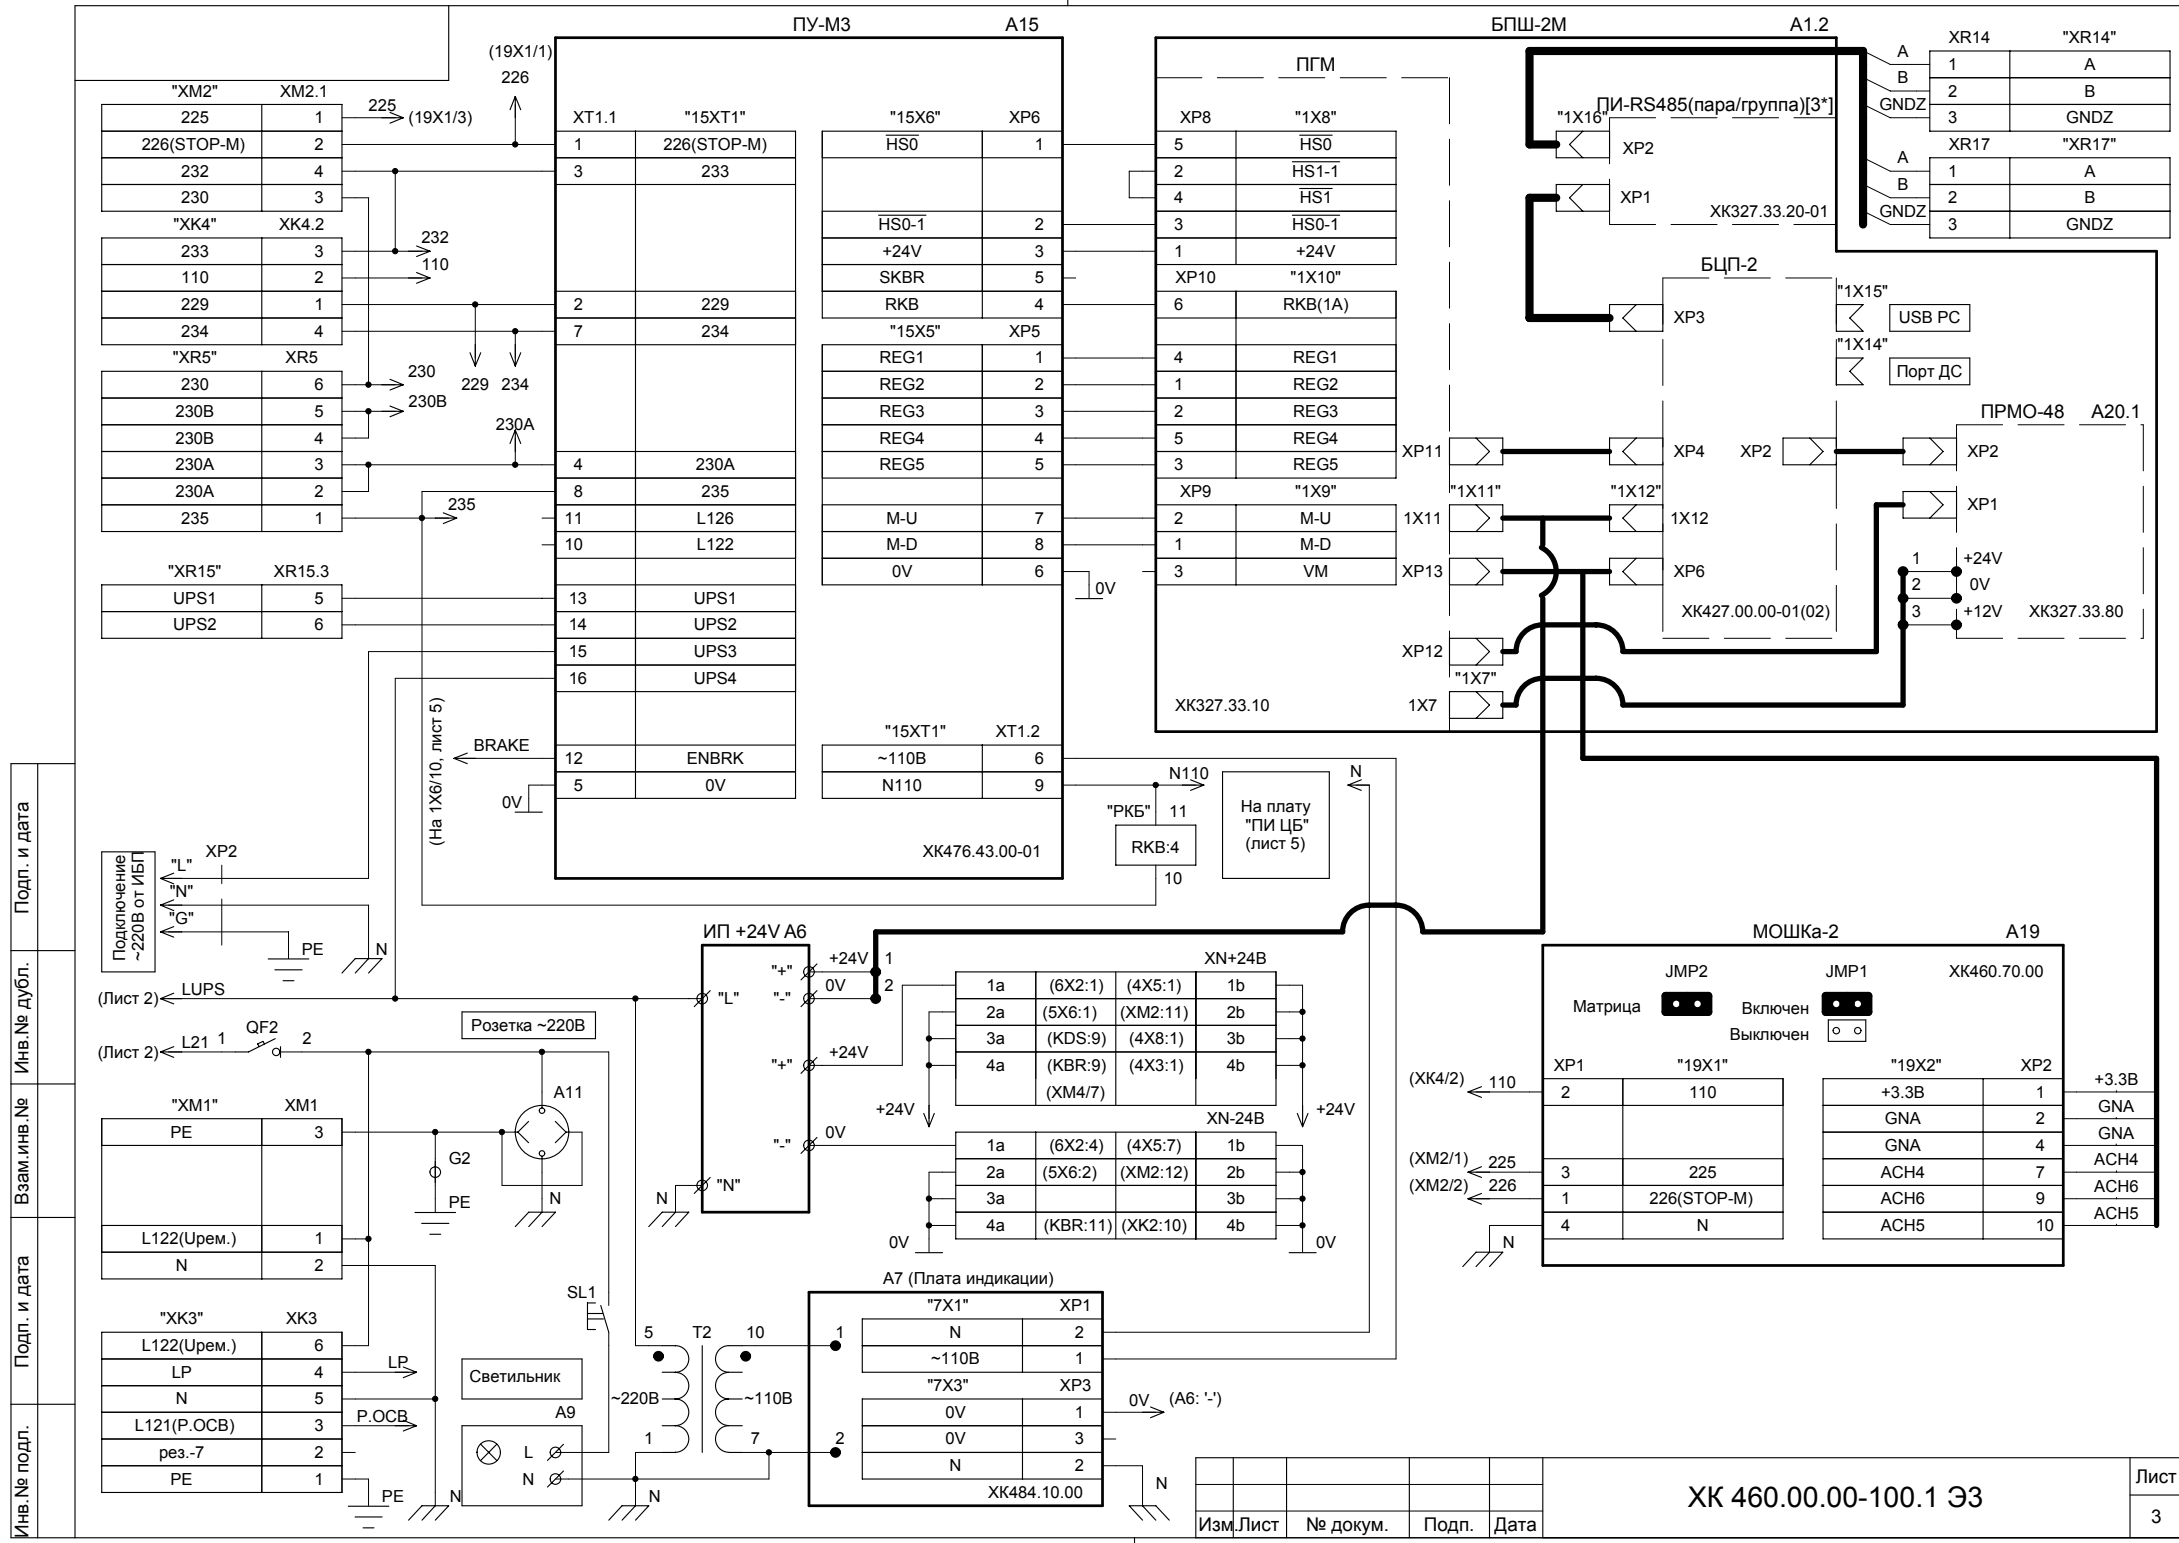 ПУ-М3 A15
(19X1/1)
226
"XM2" XM2.1
225 1
226(STOP-M) 2
232 4
230 3
225 (19X1/3)
"XK4" XK4.2
233 3
110 2
229 1
234 4
232
110
"XR5" XR5
230 6
230B 5
230B 4
230A 3
230A 2
235 1
230
230B
229 234
230A
235
"XR15" XR15.3
UPS1 5
UPS2 6
XT1.1 "15XT1"
1 226(STOP-M)
3 233
2 229
7 234
4 230A
8 235
11 L126
10 L122
13 UPS1
14 UPS2
15 UPS3
16 UPS4
12 ENBRK
5 0V
BRAKE
0V
(На 1X6/10, лист 5)
"15X6" XP6
HS0 1
HS0-1 2
+24V 3
SKBR 5
RKB 4
"15X5" XP5
REG1 1
REG2 2
REG3 3
REG4 4
REG5 5
M-U 7
M-D 8
0V 6
0V
"15XT1" XT1.2
~110В 6
N110 9
ХК476.43.00-01
N110
"РКБ" 11
RKB:4
10
N
На плату
"ПИ ЦБ"
(лист 5)
БПШ-2М A1.2
ПГМ
XP8 "1X8"
5 HS0
2 HS1-1
4 HS1
3 HS0-1
1 +24V
XP10 "1X10"
6 RKB(1A)
4 REG1
1 REG2
2 REG3
5 REG4
3 REG5
XP9 "1X9"
2 M-U
1 M-D
3 VM
ХК327.33.10
XP11
"1X11"
1X11
XP13
XP12
"1X7"
1X7
ПИ-RS485(пара/группа)[3*]
"1X16"
XP2
XP1
ХК327.33.20-01
БЦП-2
XP3
XP4 XP2
"1X12"
1X12
XP6
ХК427.00.00-01(02)
"1X15"
USB PC
"1X14"
Порт ДС
XR14 "XR14"
A 1 A
B 2 B
GNDZ 3 GNDZ
XR17 "XR17"
A 1 A
B 2 B
GNDZ 3 GNDZ
ПРМО-48 A20.1
XP2
XP1
1 +24V
2 0V
3 +12V
ХК327.33.80
Подключение
~220В от ИБП
XP2
"L"
"N"
"G"
PE N
(Лист 2) LUPS
(Лист 2) L21 1 QF2 2
Розетка ~220В
A11
"XM1" XM1
PE 3
L122(Uрем.) 1
N 2
G2
PE
N
"XK3" XK3
L122(Uрем.) 6
LP 4
N 5
L121(Р.ОСВ) 3
рез.-7 2
PE 1
LP
Р.ОСВ
PE N
SL1
Светильник
A9
L
N
N
ИП +24V A6
"L"
"N"
"+" +24V 1
"-" 0V 2
"+" +24V
"-" 0V
N
XN+24B
1a (6X2:1) (4X5:1) 1b
2a (5X6:1) (XM2:11) 2b
3a (KDS:9) (4X8:1) 3b
4a (KBR:9) (4X3:1) 4b
(XM4/7)
+24V +24V
XN-24B
1a (6X2:4) (4X5:7) 1b
2a (5X6:2) (XM2:12) 2b
3a 3b
4a (KBR:11) (XK2:10) 4b
0V 0V
5 T2 10
~220В ~110В
1 7
A7 (Плата индикации)
1
2
"7X1" XP1
N 2
~110В 1
"7X3" XP3
0V 1
0V 3
N 2
ХК484.10.00
0V (A6: '-')
N
МОШКа-2 A19
JMP2 JMP1 ХК460.70.00
Матрица
Включен
Выключен
XP1 "19X1"
2 110
3 225
1 226(STOP-M)
4 N
(XK4/2) 110
(XM2/1) 225
(XM2/2) 226
N
"19X2" XP2
+3.3В 1 +3.3В
GNA 2 GNA
GNA 4 GNA
ACH4 7 ACH4
ACH6 9 ACH6
ACH5 10 ACH5
Подп. и дата
Инв.№ дубл.
Взам.инв.№
Подп. и дата
Инв.№ подл.
Изм.Лист № докум. Подп. Дата
ХК 460.00.00-100.1 Э3
Лист
3